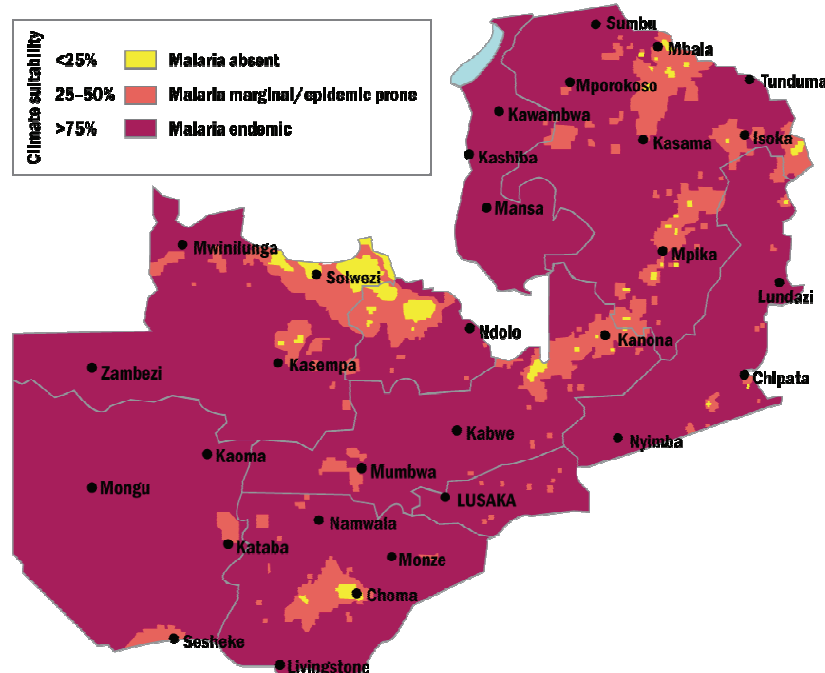 Climate suitability
<25% Malaria absent
25–50% Malaria marginal/epidemic prone
>75% Malaria endemic
Sumbu
Mbala
Tunduma
Mporokoso
Kawambwa
Isoka
Kasama
Kashiba
Mansa
Mwinilunga
Mpika
Solwezi
Lundazi
Ndolo
Kanona
Kasempa
Zambezi
Chipata
Kabwe
Nyimba
Kaoma
Mumbwa
Mongu
LUSAKA
Namwala
Kataba
Monze
Choma
Sesheke
Livingstone